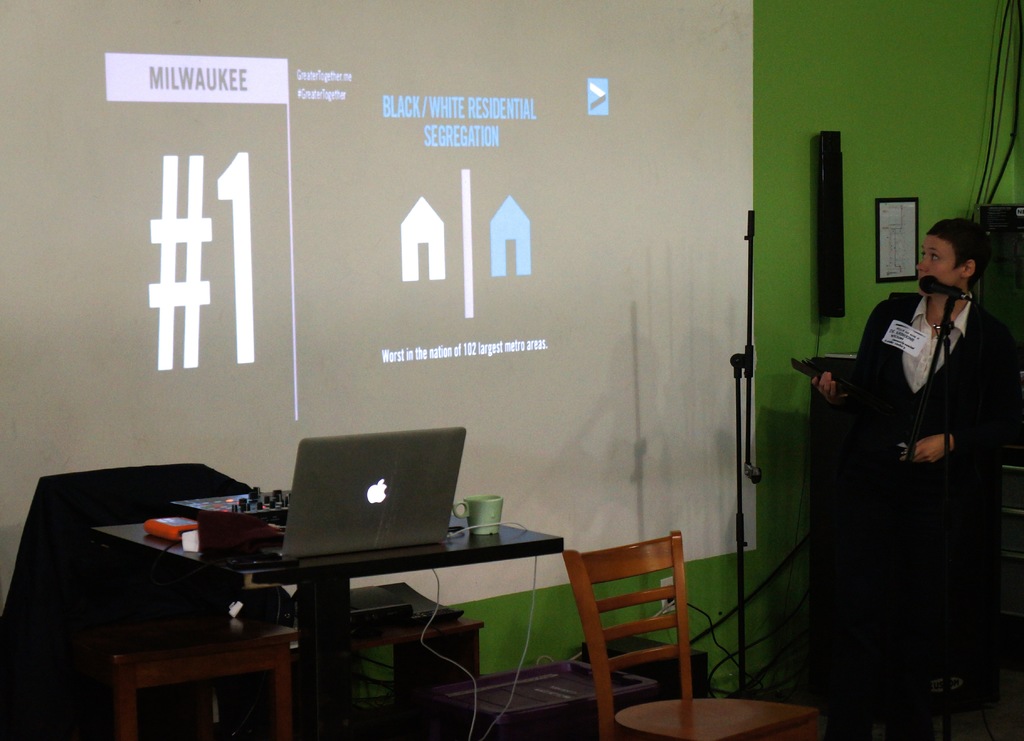 MILWAUKEE
GreaterTogether.me
#GreaterTogether
#1
BLACK / WHITE RESIDENTIAL
SEGREGATION
Worst in the nation of 102 largest metro areas.